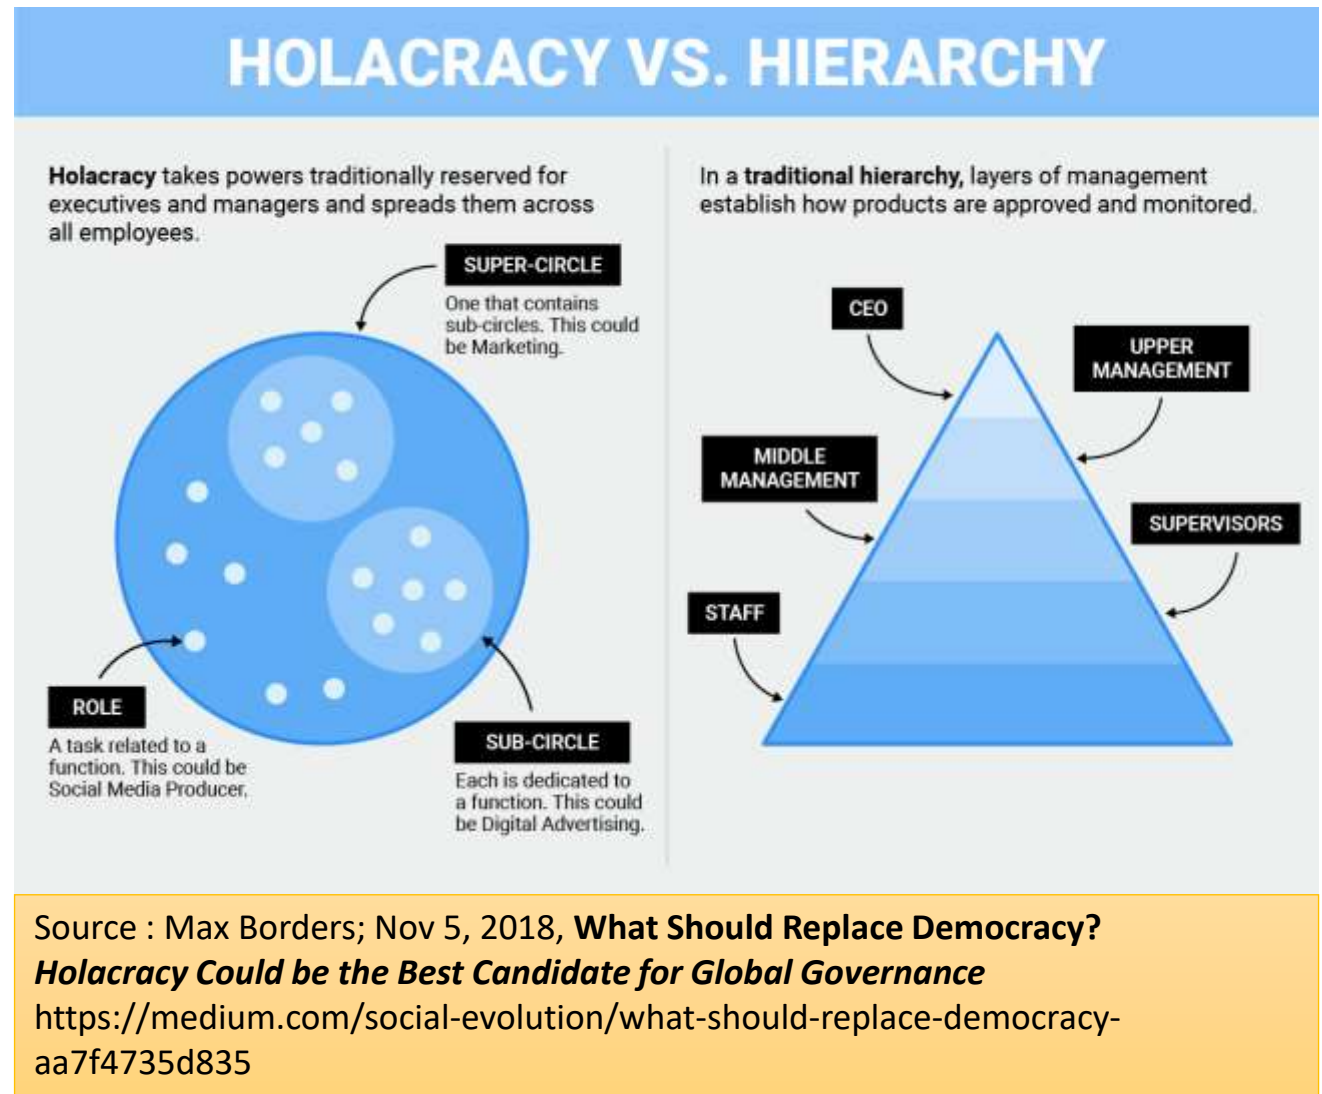 HOLACRACY VS. HIERARCHY
Holacracy takes powers traditionally reserved for
executives and managers and spreads them across
all employees.
SUPER-CIRCLE
One that contains
sub-circles. This could
be Marketing.
ROLE
A task related to a
function. This could be
Social Media Producer.
SUB-CIRCLE
Each is dedicated to
a function. This could
be Digital Advertising.
In a traditional hierarchy, layers of management
establish how products are approved and monitored.
CEO
UPPER
MANAGEMENT
MIDDLE
MANAGEMENT
SUPERVISORS
STAFF
Source : Max Borders; Nov 5, 2018, What Should Replace Democracy?
Holacracy Could be the Best Candidate for Global Governance
https://medium.com/social-evolution/what-should-replace-democracy-
aa7f4735d835